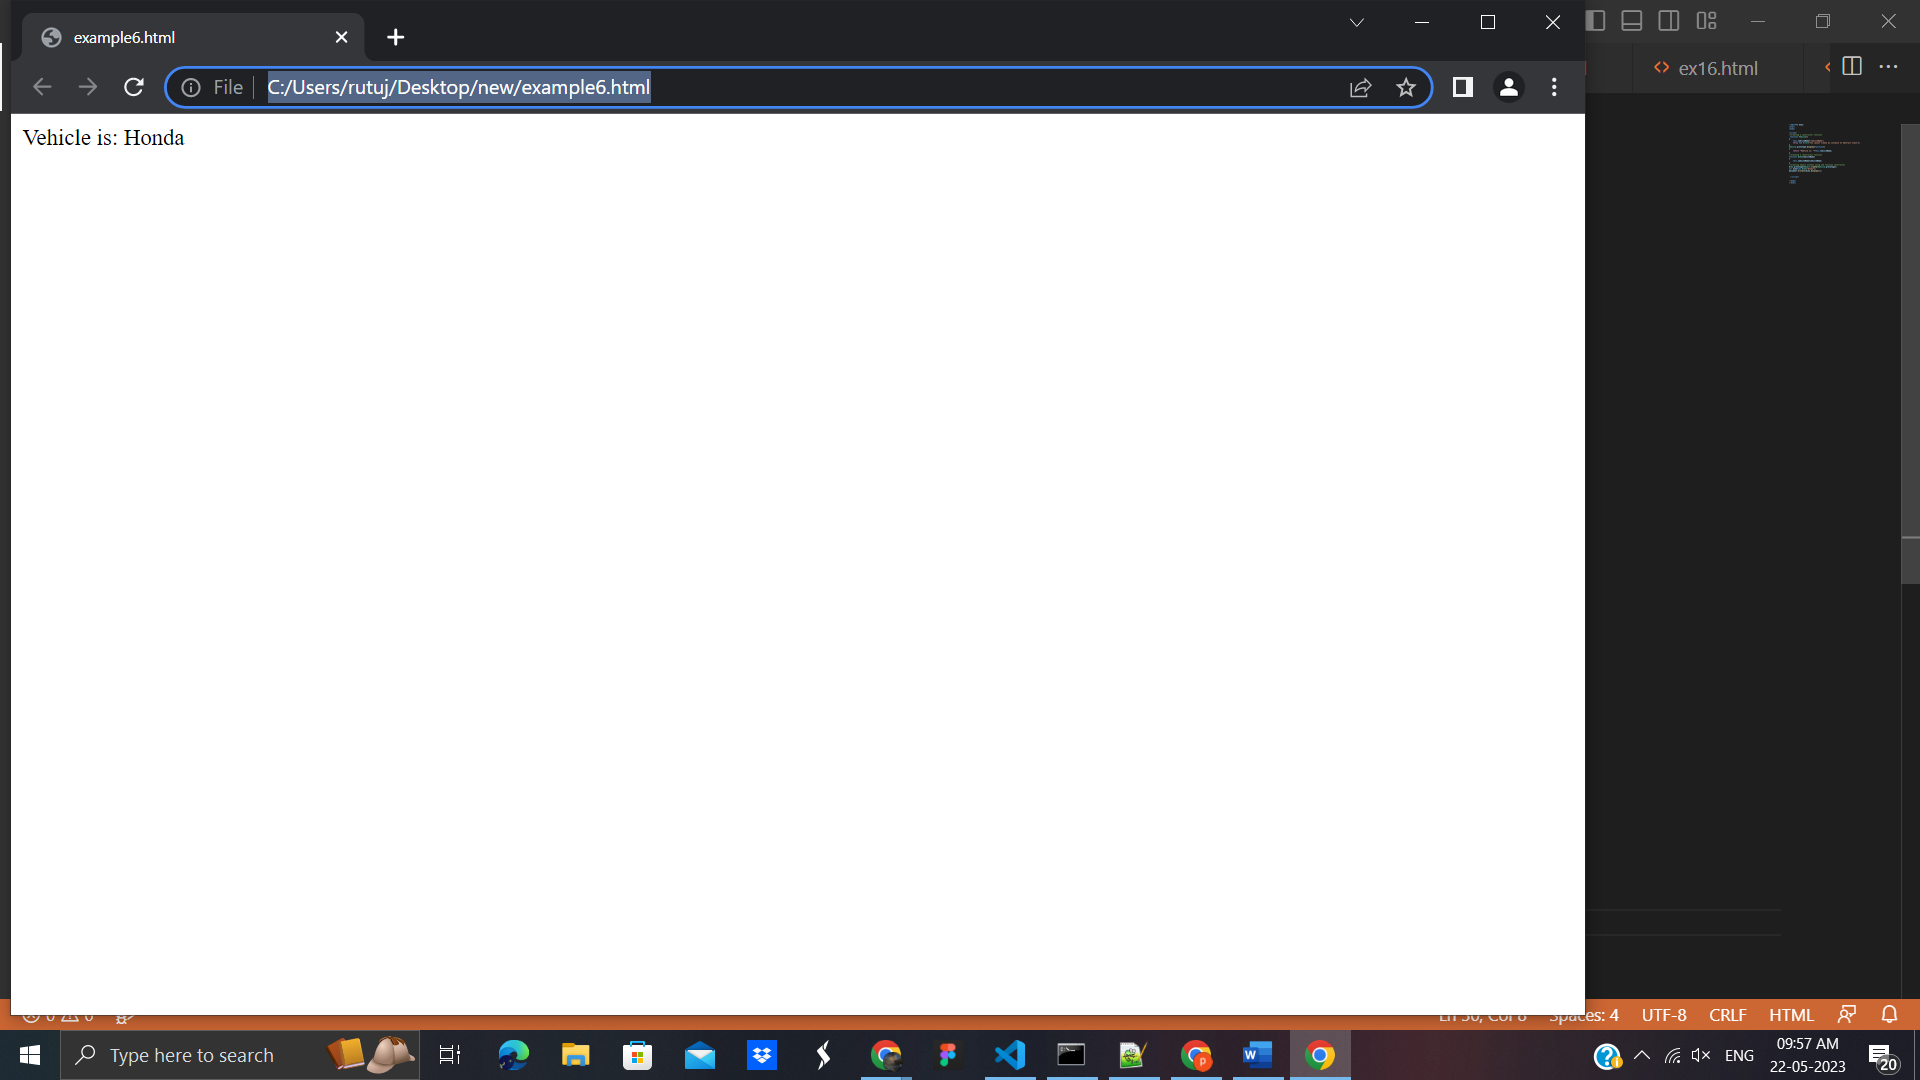 example6.html
ex16.html
File
C:/Users/rutuj/Desktop/new/example6.html
Vehicle is: Honda
Spaces: 4
UTF-8
CRLF
HTML
Type here to search
ENG
09:57 AM
22-05-2023
20